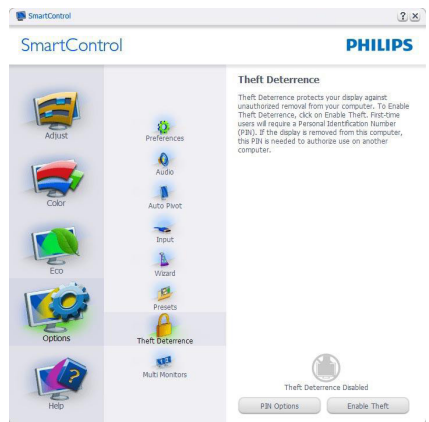 SmartControl
SmartControl
PHILIPS
Adjust
Color
Eco
Options
Help
Preferences
Audio
Auto Pivot
Input
Wizard
Presets
Theft Deterrence
Multi Monitors
Theft Deterrence
Theft Deterrence protects your display against
unauthorized removal from your computer. To Enable
Theft Deterrence, click on Enable Theft. First-time
users will require a Personal Identification Number
(PIN). If the display is removed from this computer,
this PIN is needed to authorize use on another
computer.
Theft Deterrence Disabled
PIN Options
Enable Theft